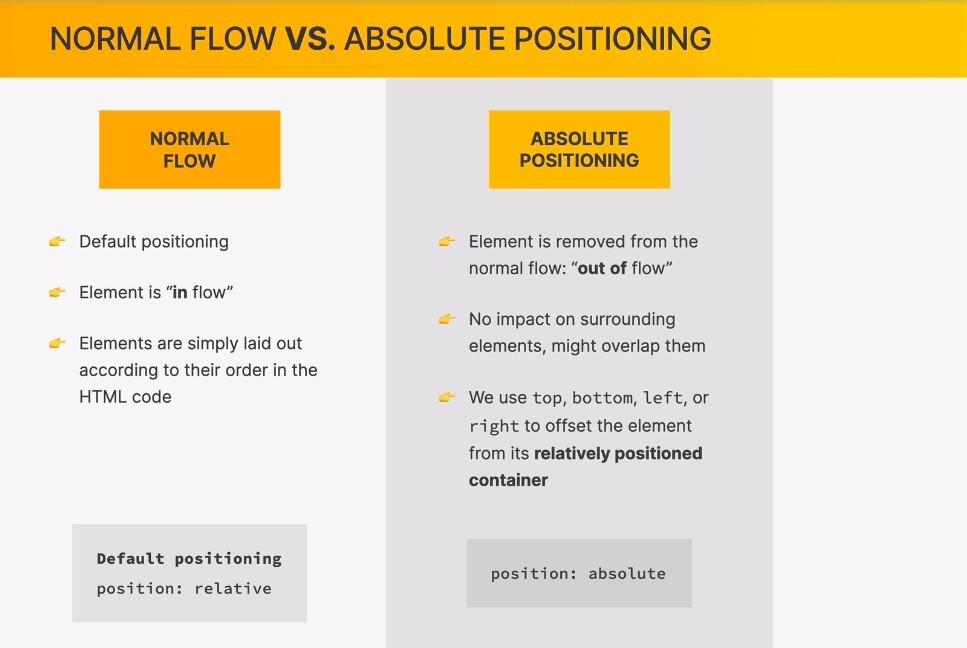 NORMAL FLOW VS. ABSOLUTE POSITIONING
NORMAL
FLOW
👉 Default positioning
👉 Element is “in flow”
👉 Elements are simply laid out
according to their order in the
HTML code
Default positioning
position: relative
ABSOLUTE
POSITIONING
👉 Element is removed from the
normal flow: “out of flow”
👉 No impact on surrounding
elements, might overlap them
👉 We use top, bottom, left, or
right to offset the element
from its relatively positioned
container
position: absolute